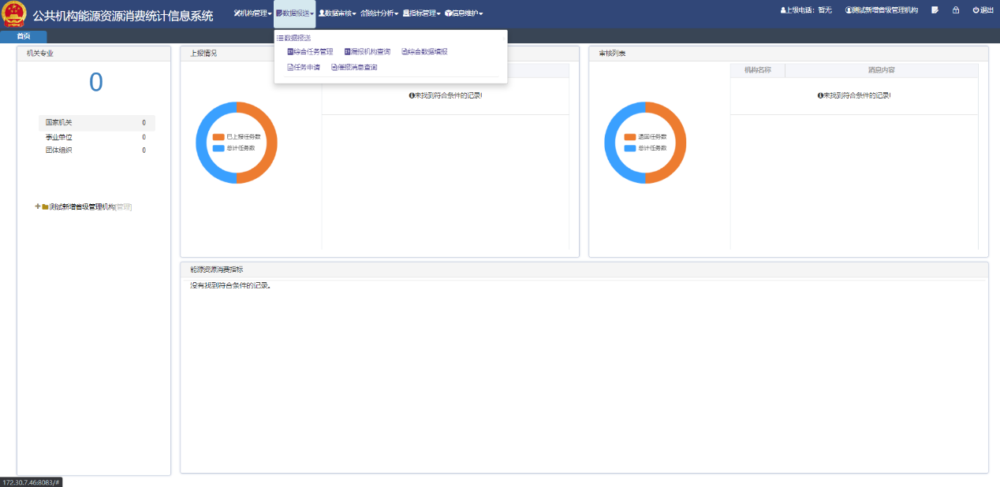 公共机构能源资源消费统计信息系统
机构管理 数据报送 数据审核 统计分析 指标管理 信息维护 上级电话：暂无 测试新增省级管理机构 退出
首页
数据报送
综合任务管理 漏报机构查询 综合数据填报
任务申请 催报消息查询
机关专业
0
国家机关 0
事业单位 0
团体组织 0
测试新增省级管理机构[管理]
上报情况
未找到符合条件的记录!
已上报任务数
总计任务数
审核列表
机构名称 消息内容
未找到符合条件的记录!
退回任务数
总计任务数
能源资源消费指标
没有找到符合条件的记录。
172.30.7.46:8083/#